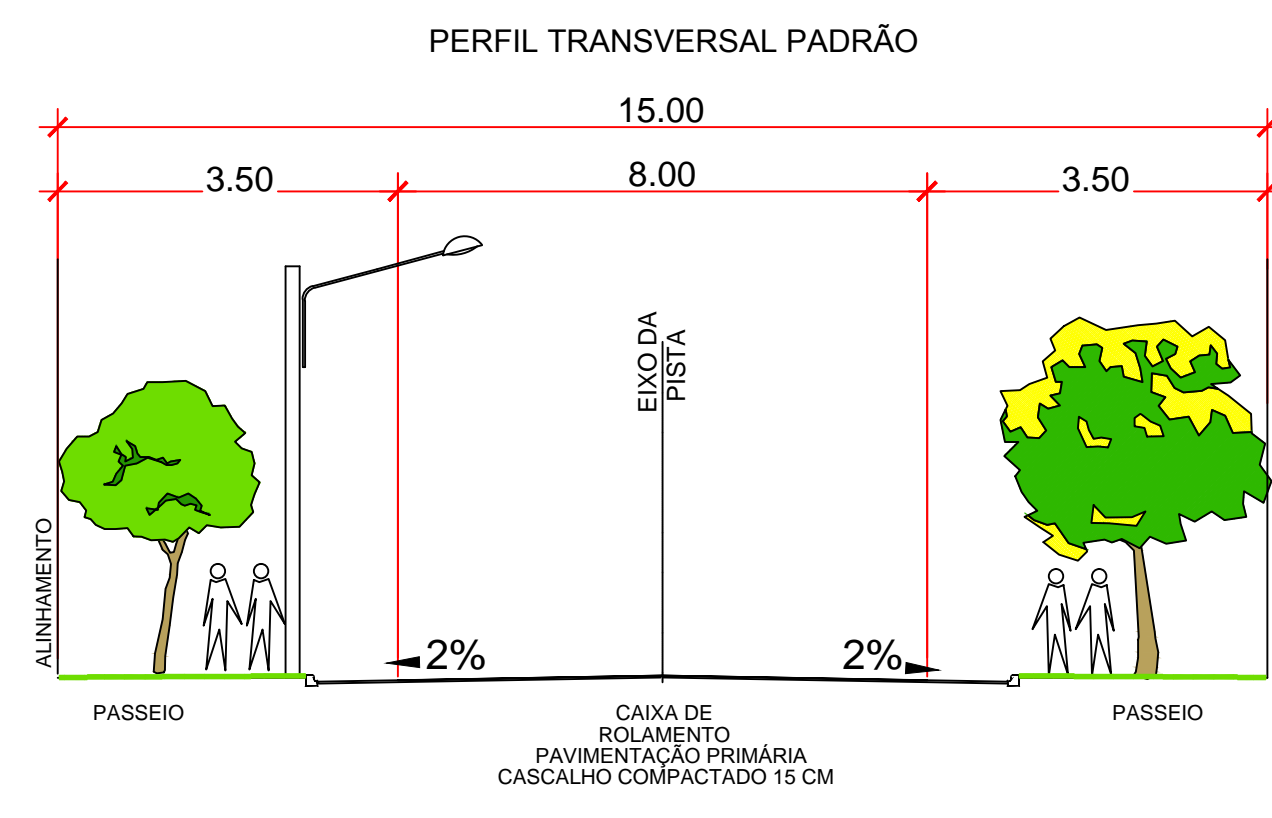 PERFIL TRANSVERSAL PADRÃO
15.00
3.50
8.00
3.50
EIXO DA
PISTA
ALINHAMENTO
2%
2%
PASSEIO
CAIXA DE
ROLAMENTO
PAVIMENTAÇÃO PRIMÁRIA
CASCALHO COMPACTADO 15 CM
PASSEIO